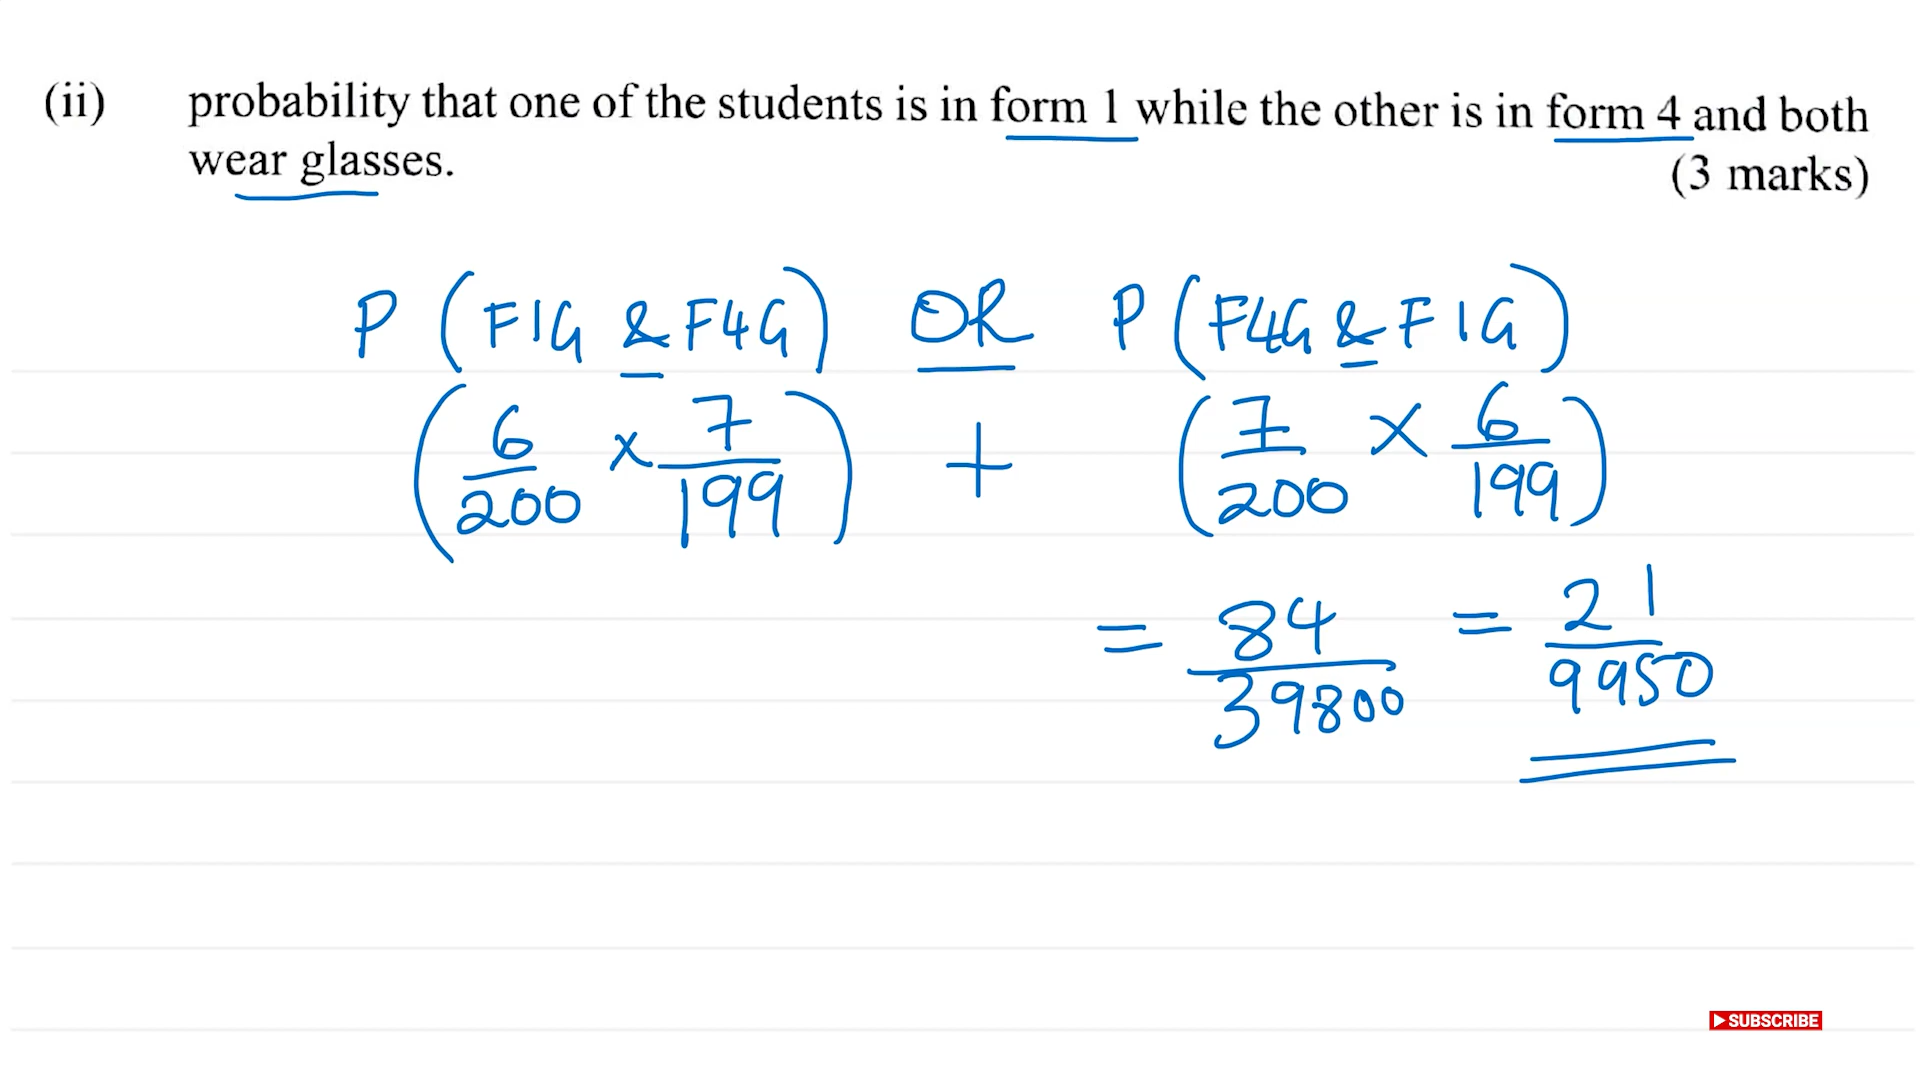 (ii) probability that one of the students is in form 1 while the other is in form 4 and both
wear glasses. (3 marks)
P (F1G & F4G) OR P (F4G & F1G)
(6/200 × 7/199) + (7/200 × 6/199)
= 84/39800 = 21/9950
SUBSCRIBE